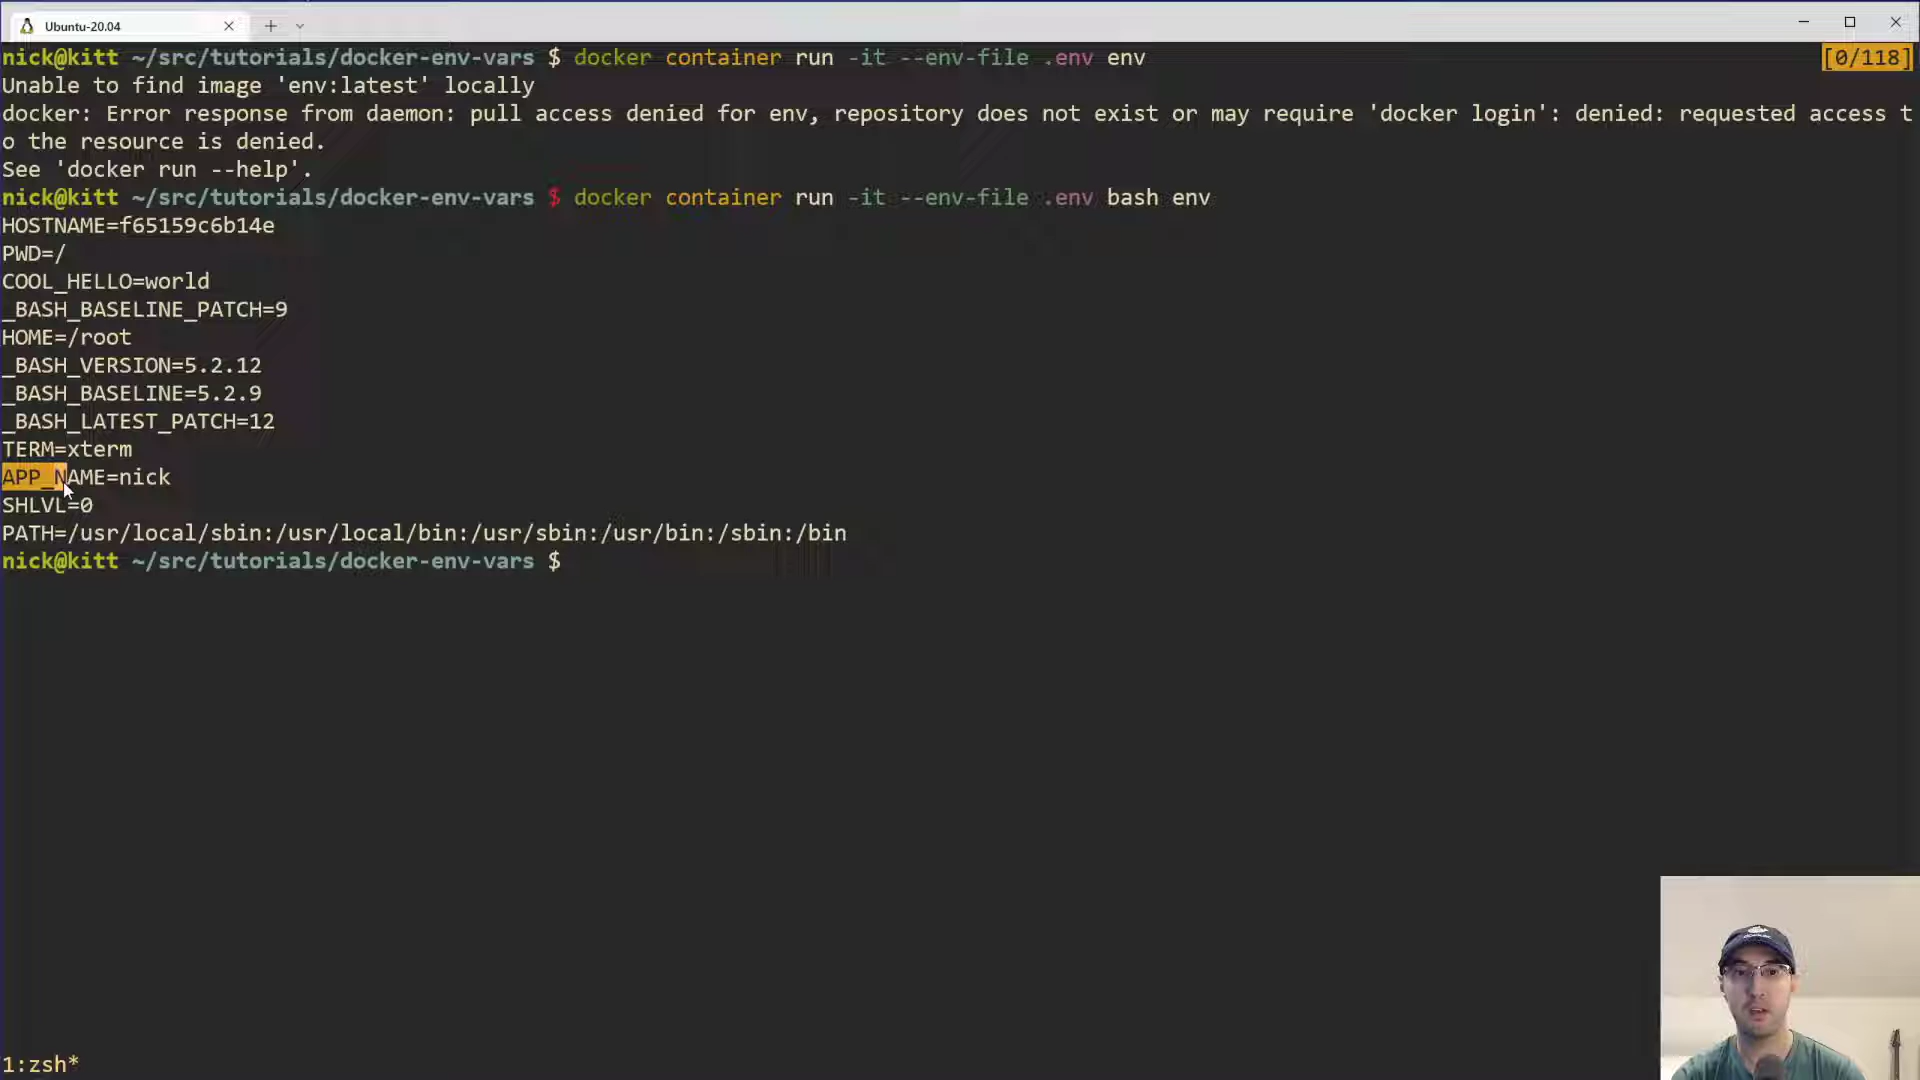 Ubuntu-20.04
nick@kitt ~/src/tutorials/docker-env-vars $ docker container run -it --env-file .env env
[0/118]
Unable to find image 'env:latest' locally
docker: Error response from daemon: pull access denied for env, repository does not exist or may require 'docker login': denied: requested access t
o the resource is denied.
See 'docker run --help'.
nick@kitt ~/src/tutorials/docker-env-vars $ docker container run -it --env-file .env bash env
HOSTNAME=f65159c6b14e
PWD=/
COOL_HELLO=world
_BASH_BASELINE_PATCH=9
HOME=/root
_BASH_VERSION=5.2.12
_BASH_BASELINE=5.2.9
_BASH_LATEST_PATCH=12
TERM=xterm
APP_NAME=nick
SHLVL=0
PATH=/usr/local/sbin:/usr/local/bin:/usr/sbin:/usr/bin:/sbin:/bin
nick@kitt ~/src/tutorials/docker-env-vars $
1:zsh*